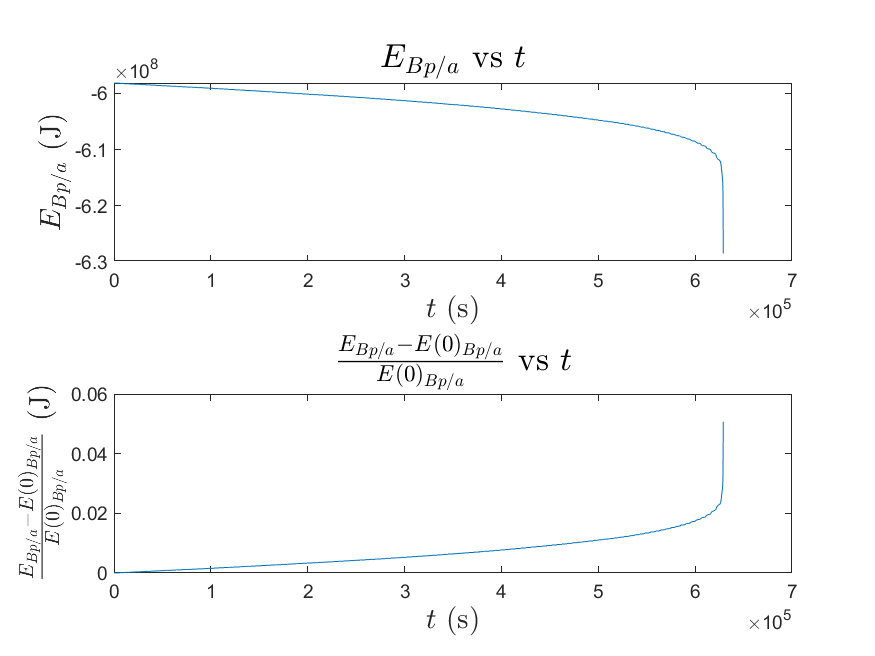 E_{Bp/a} vs t
×10^8
-6
-6.1
-6.2
-6.3
E_{Bp/a} (J)
0 1 2 3 4 5 6 7
t (s)
×10^5
\frac{E_{Bp/a}-E(0)_{Bp/a}}{E(0)_{Bp/a}} vs t
0.06
0.04
0.02
0
\frac{E_{Bp/a}-E(0)_{Bp/a}}{E(0)_{Bp/a}} (J)
0 1 2 3 4 5 6 7
t (s)
×10^5